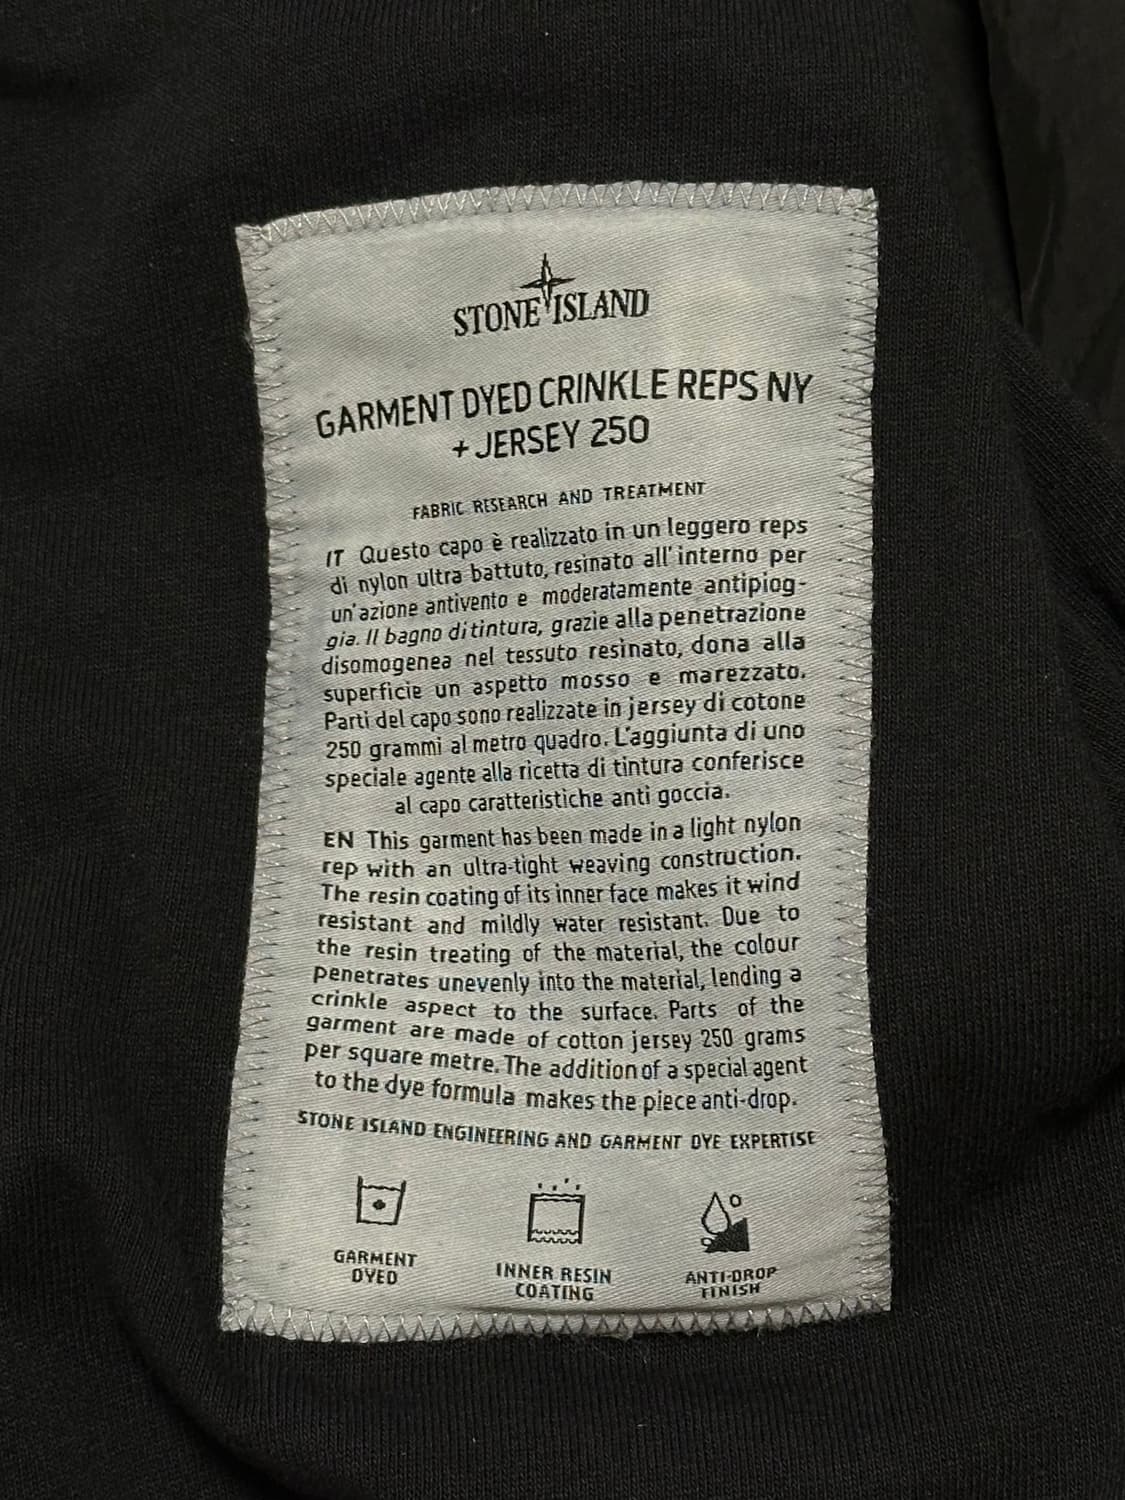 STONE ISLAND
GARMENT DYED CRINKLE REPS NY
+ JERSEY 250
FABRIC RESEARCH AND TREATMENT
IT Questo capo è realizzato in un leggero reps
di nylon ultra battuto, resinato all'interno per
un'azione antivento e moderatamente antipiog-
gia. Il bagno di tintura, grazie alla penetrazione
disomogenea nel tessuto resinato, dona alla
superficie un aspetto mosso e marezzato.
Parti del capo sono realizzate in jersey di cotone
250 grammi al metro quadro. L'aggiunta di uno
speciale agente alla ricetta di tintura conferisce
al capo caratteristiche anti goccia.
EN This garment has been made in a light nylon
rep with an ultra-tight weaving construction.
The resin coating of its inner face makes it wind
resistant and mildly water resistant. Due to
the resin treating of the material, the colour
penetrates unevenly into the material, lending a
crinkle aspect to the surface. Parts of the
garment are made of cotton jersey 250 grams
per square metre. The addition of a special agent
to the dye formula makes the piece anti-drop.
STONE ISLAND ENGINEERING AND GARMENT DYE EXPERTISE
GARMENT
DYED
INNER RESIN
COATING
ANTI-DROP
FINISH